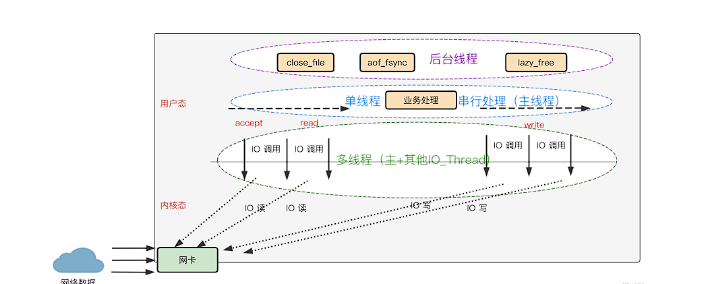 后台线程
close_file
aof_fsync
lazy_free
用户态
单线程
业务处理
串行处理（主线程）
accept
read
write
IO 调用
IO 调用
多线程（主+其他IO_Thread）
IO 调用
IO 调用
内核态
IO 读
IO 读
IO 写
IO 写
网卡
网络数据